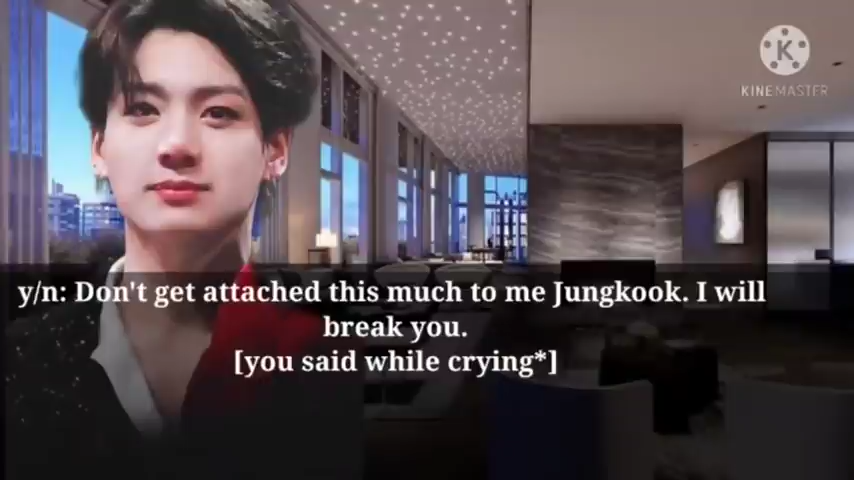 K
KINEMASTER
y/n: Don't get attached this much to me Jungkook. I will
break you.
[you said while crying*]